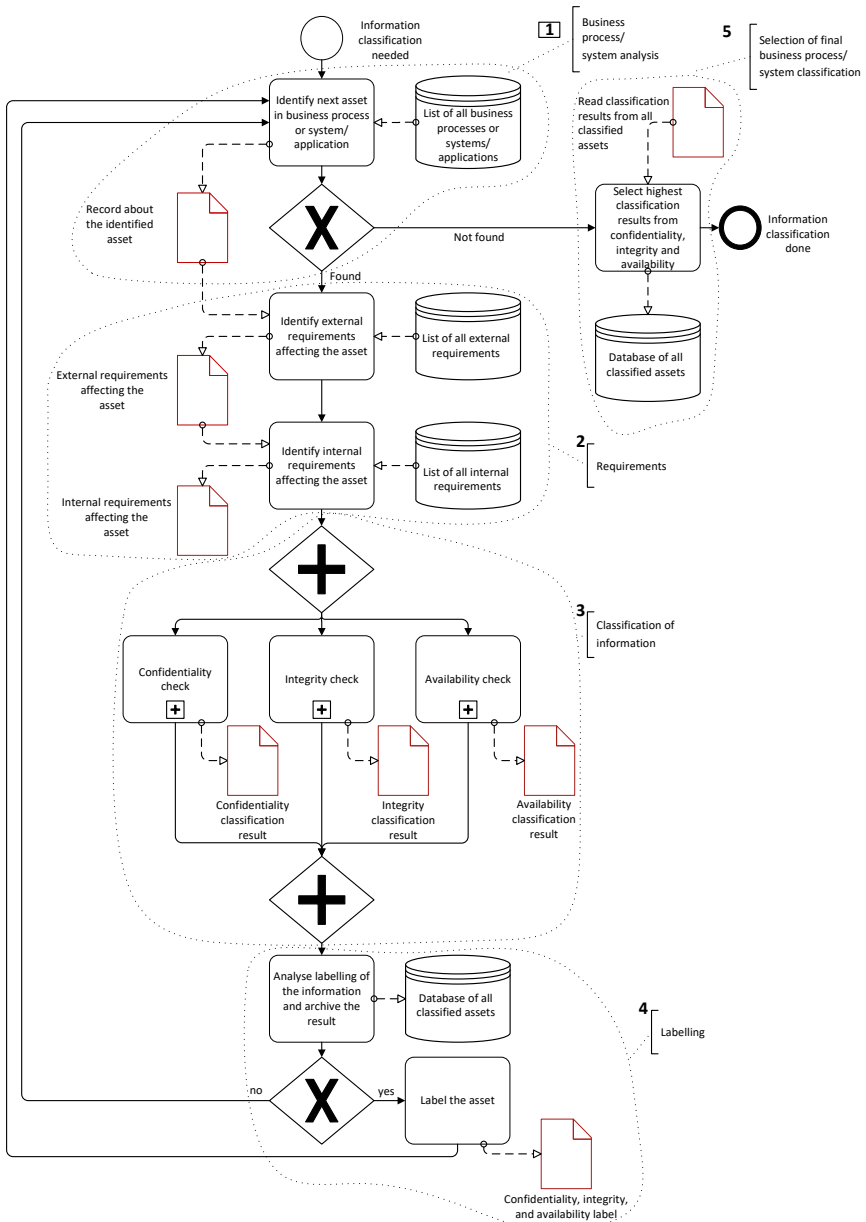 Information
classification
needed
1
Business
process/
system analysis
5
Selection of final
business process/
system classification
Identify next asset
in business process
or system/
application
List of all business
processes or
systems/
applications
Read classification
results from all
classified
assets
Record about
the identified
asset
X
Not found
Select highest
classification
results from
confidentiality,
integrity and
availability
Information
classification
done
Found
Identify external
requirements
affecting the asset
List of all external
requirements
Database of all
classified assets
External requirements
affecting the
asset
Identify internal
requirements
affecting the asset
List of all internal
requirements
2
Requirements
Internal requirements
affecting the
asset
3
Classification of
information
Confidentiality
check
Integrity check
Availability check
Confidentiality
classification
result
Integrity
classification
result
Availability
classification
result
Analyse labelling of
the information
and archive the
result
Database of all
classified assets
4
Labelling
no
X
yes
Label the asset
Confidentiality, integrity,
and availability label